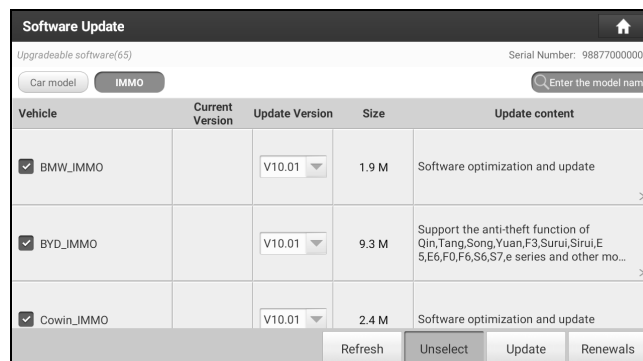 Software Update
Upgradeable software(65)
Serial Number: 98877000000
Car model
IMMO
Enter the model nam
Vehicle
Current
Version
Update Version
Size
Update content
BMW_IMMO
V10.01
1.9 M
Software optimization and update
BYD_IMMO
V10.01
9.3 M
Support the anti-theft function of
Qin,Tang,Song,Yuan,F3,Surui,Sirui,E
5,E6,F0,F6,S6,S7,e series and other mo...
Cowin_IMMO
V10.01
2.4 M
Software optimization and update
Refresh
Unselect
Update
Renewals